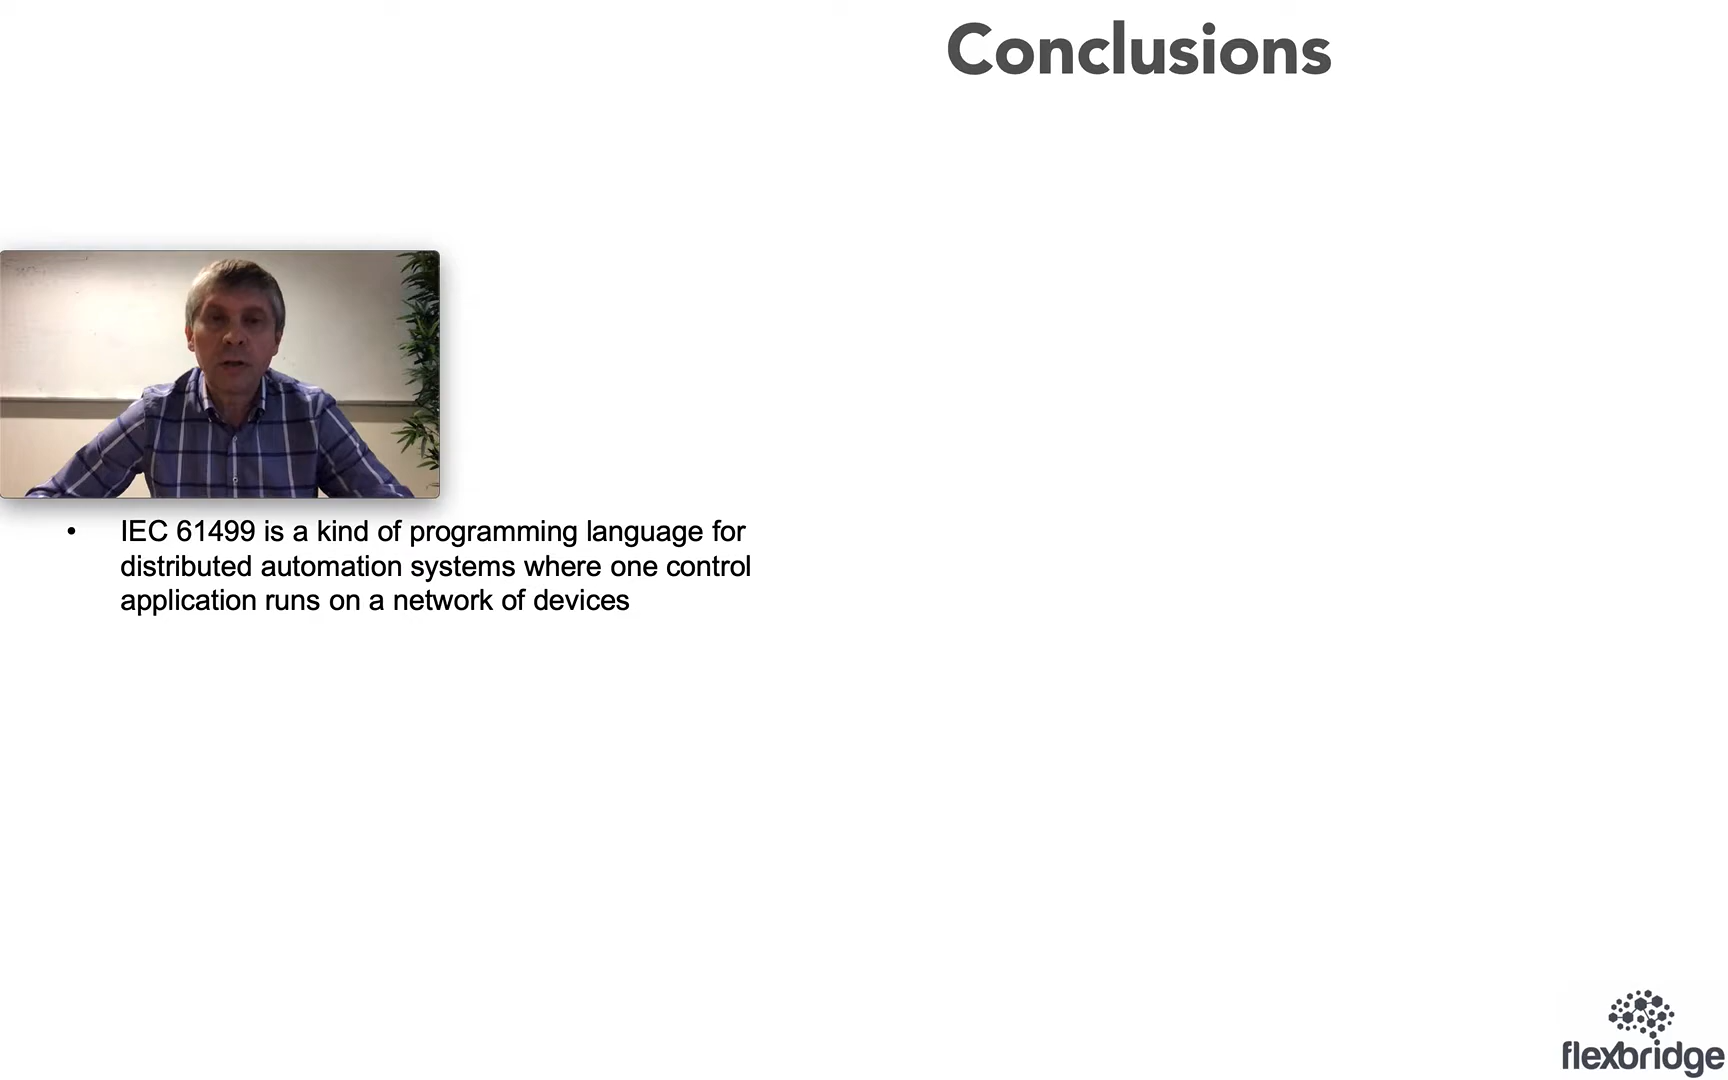 Conclusions
• IEC 61499 is a kind of programming language for
distributed automation systems where one control
application runs on a network of devices
flexbridge